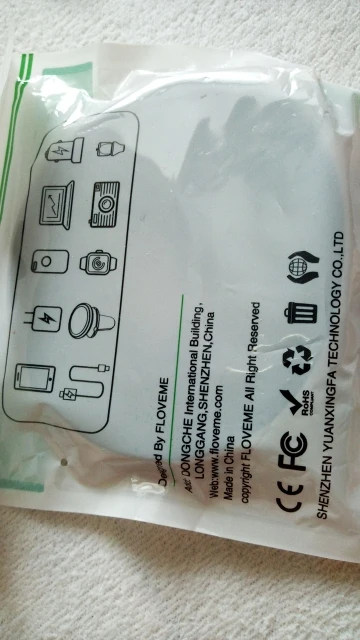 Designed By FLOVEME
Add: DONGCHE International Building,
LONGGANG,SHENZHEN,China
Web:www.floveme.com
Made in China
copyright FLOVEME All Right Reserved
CE FC RoHS
COMPLIANT
SHENZHEN YUANXINGFA TECHNOLOGY CO.,LTD